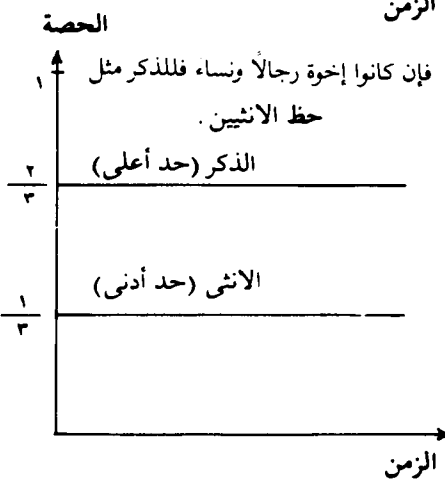 الزمن
الحصة
١
فإن كانوا إخوة رجالًا ونساء فللذكر مثل
حظ الانثيين .
الذكر (حد أعلى)
٢
٣
الانثى (حد أدنى)
١
٣
الزمن